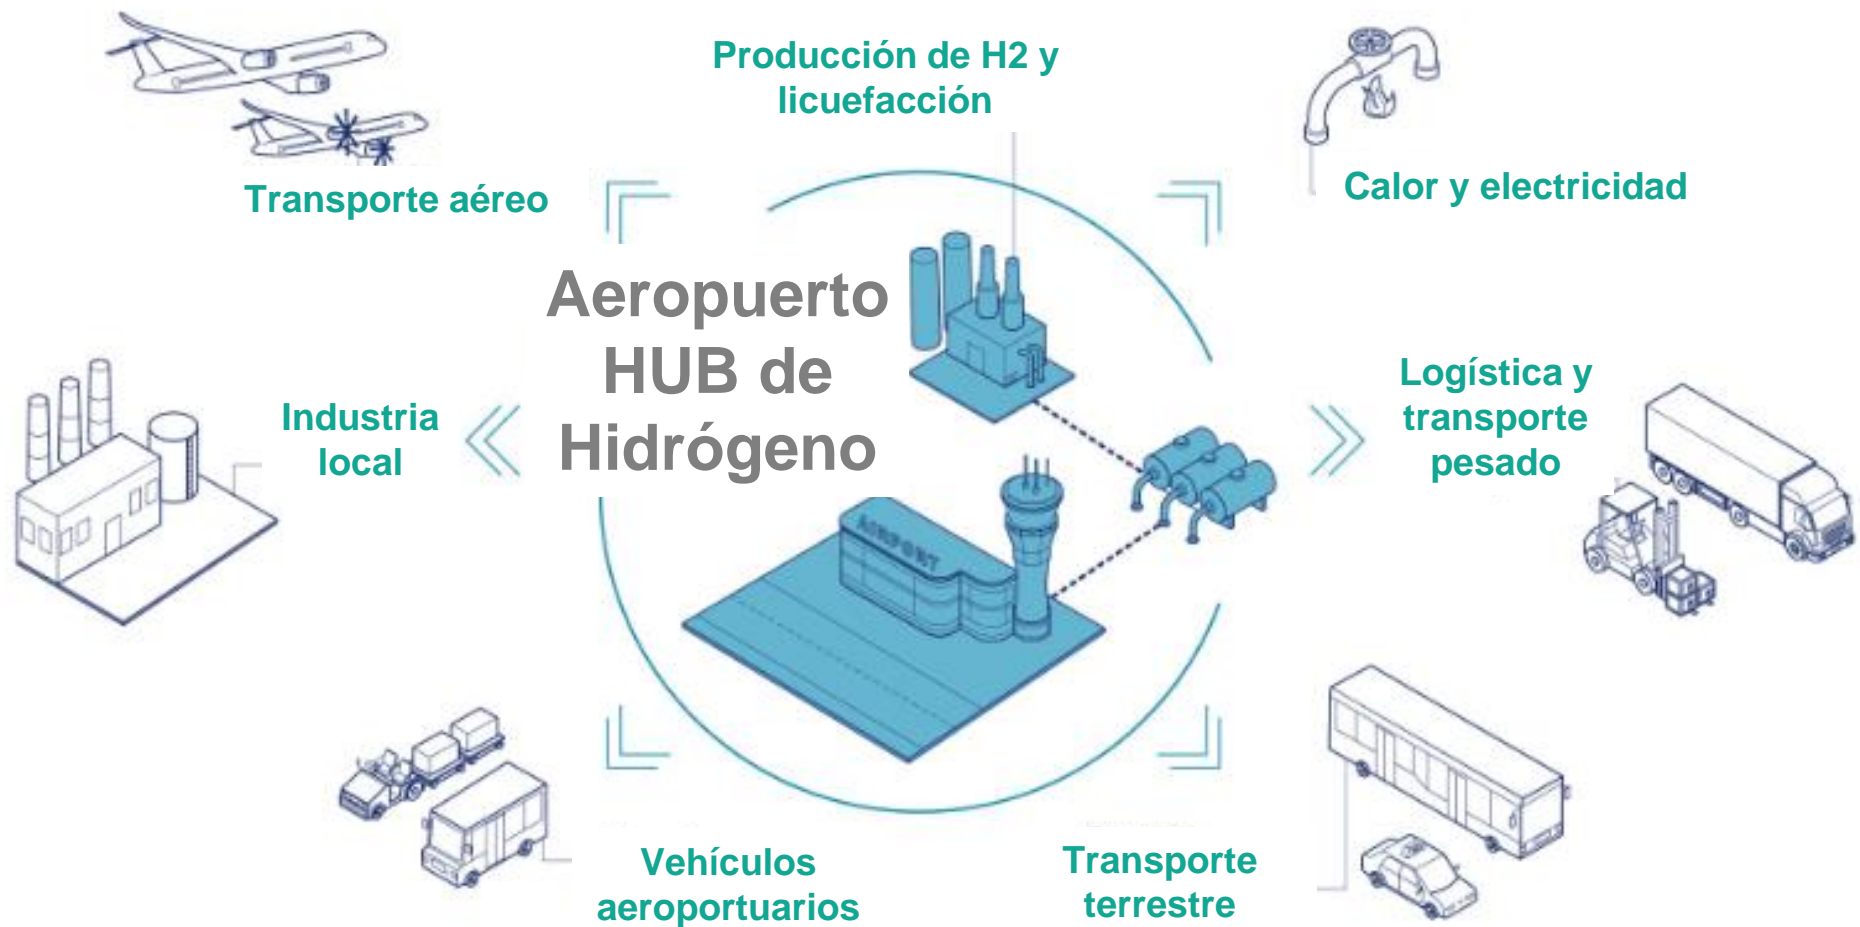 Producción de H2 y
licuefacción
Transporte aéreo
Calor y electricidad
Aeropuerto
HUB de
Hidrógeno
Industria
local
Logística y
transporte
pesado
AIRPORT
Vehículos
aeroportuarios
Transporte
terrestre